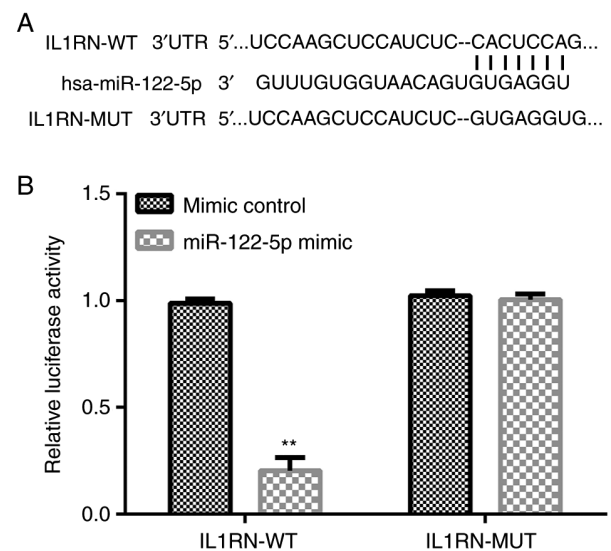 A
IL1RN-WT 3′UTR 5′...UCCAAGCUCCAUCUC--CACUCCAG...
hsa-miR-122-5p 3′ GUUUGUGGUAACAGUGUGAGGU
IL1RN-MUT 3′UTR 5′...UCCAAGCUCCAUCUC--GUGAGGUG...
B
Mimic control
miR-122-5p mimic
Relative luciferase activity
1.5
1.0
0.5
0.0
**
IL1RN-WT IL1RN-MUT